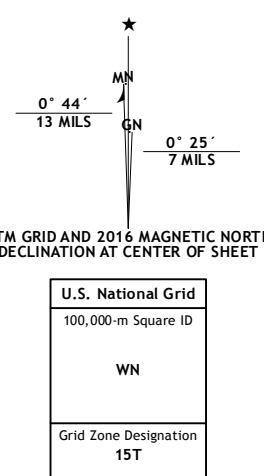 ★
MN
0° 44´
13 MILS
GN
0° 25´
7 MILS
TM GRID AND 2016 MAGNETIC NORTH
DECLINATION AT CENTER OF SHEET
U.S. National Grid
100,000-m Square ID
WN
Grid Zone Designation
15T